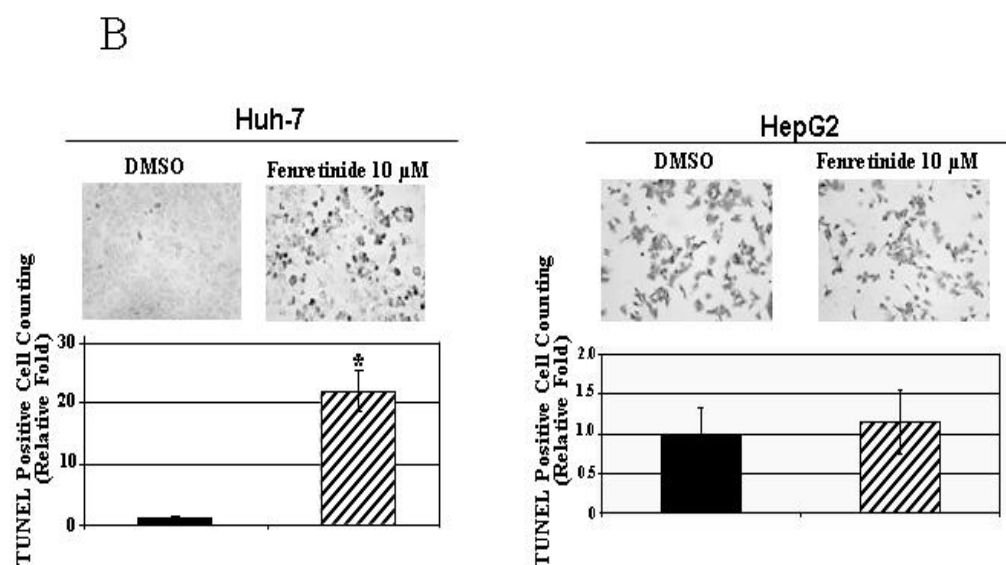 B
Huh-7
DMSO
Fenretinide 10 µM
TUNEL Positive Cell Counting
(Relative Fold)
30
20
10
0
*
HepG2
DMSO
Fenretinide 10 µM
TUNEL Positive Cell Counting
(Relative Fold)
2.0
1.5
1.0
0.5
0